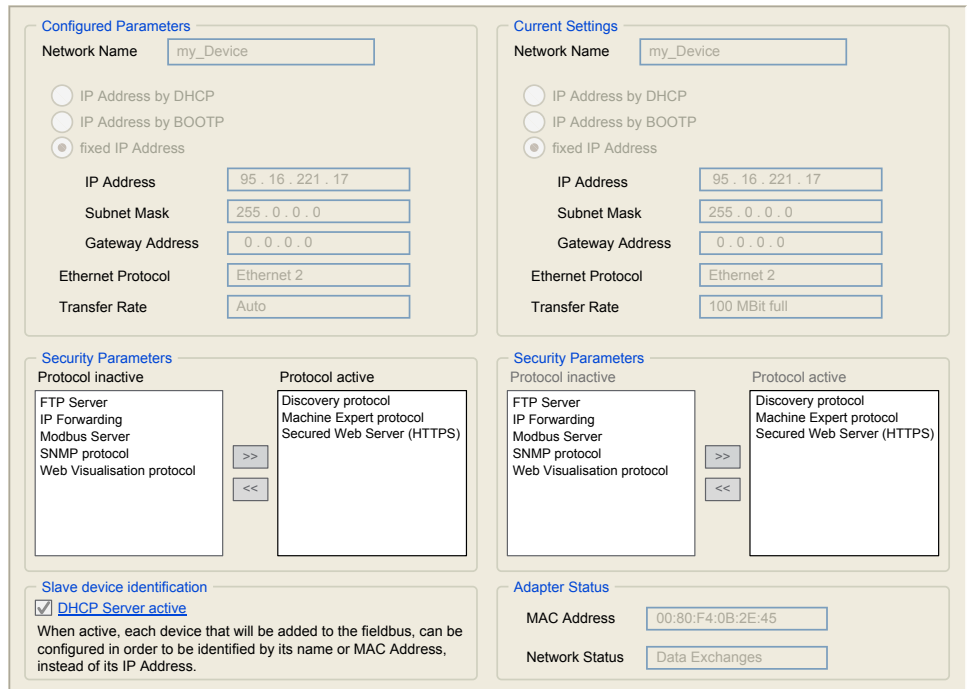 Configured Parameters
Network Name
my_Device
IP Address by DHCP
IP Address by BOOTP
fixed IP Address
IP Address
95 . 16 . 221 . 17
Subnet Mask
255 . 0 . 0 . 0
Gateway Address
0 . 0 . 0 . 0
Ethernet Protocol
Ethernet 2
Transfer Rate
Auto
Current Settings
Network Name
my_Device
IP Address by DHCP
IP Address by BOOTP
fixed IP Address
IP Address
95 . 16 . 221 . 17
Subnet Mask
255 . 0 . 0 . 0
Gateway Address
0 . 0 . 0 . 0
Ethernet Protocol
Ethernet 2
Transfer Rate
100 MBit full
Security Parameters
Protocol inactive
FTP Server
IP Forwarding
Modbus Server
SNMP protocol
Web Visualisation protocol
>>
<<
Protocol active
Discovery protocol
Machine Expert protocol
Secured Web Server (HTTPS)
Security Parameters
Protocol inactive
FTP Server
IP Forwarding
Modbus Server
SNMP protocol
Web Visualisation protocol
>>
<<
Protocol active
Discovery protocol
Machine Expert protocol
Secured Web Server (HTTPS)
Slave device identification
DHCP Server active
When active, each device that will be added to the fieldbus, can be
configured in order to be identified by its name or MAC Address,
instead of its IP Address.
Adapter Status
MAC Address
00:80:F4:0B:2E:45
Network Status
Data Exchanges